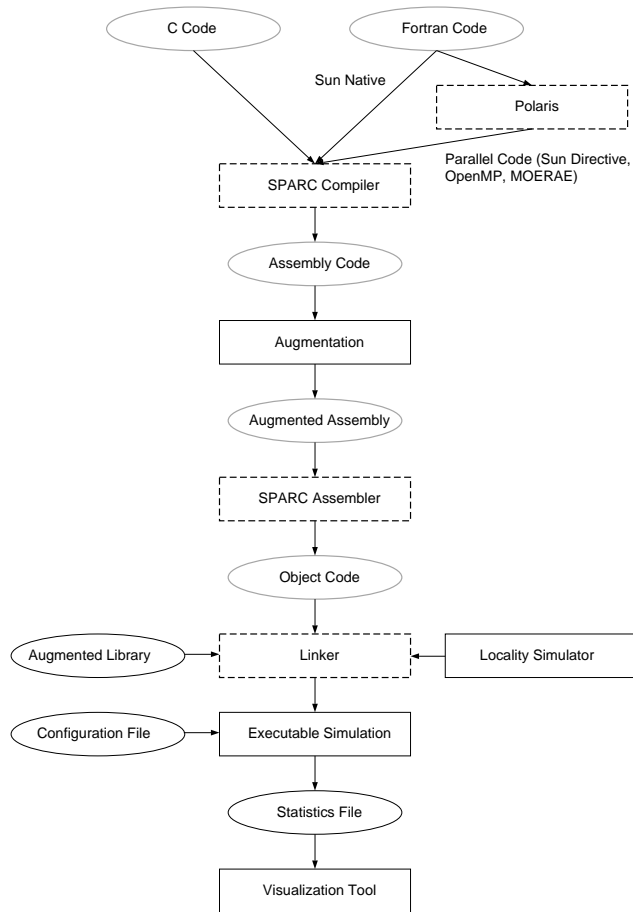 C Code
Fortran Code
Sun Native
Polaris
Parallel Code (Sun Directive,
OpenMP, MOERAE)
SPARC Compiler
Assembly Code
Augmentation
Augmented Assembly
SPARC Assembler
Object Code
Augmented Library
Linker
Locality Simulator
Configuration File
Executable Simulation
Statistics File
Visualization Tool